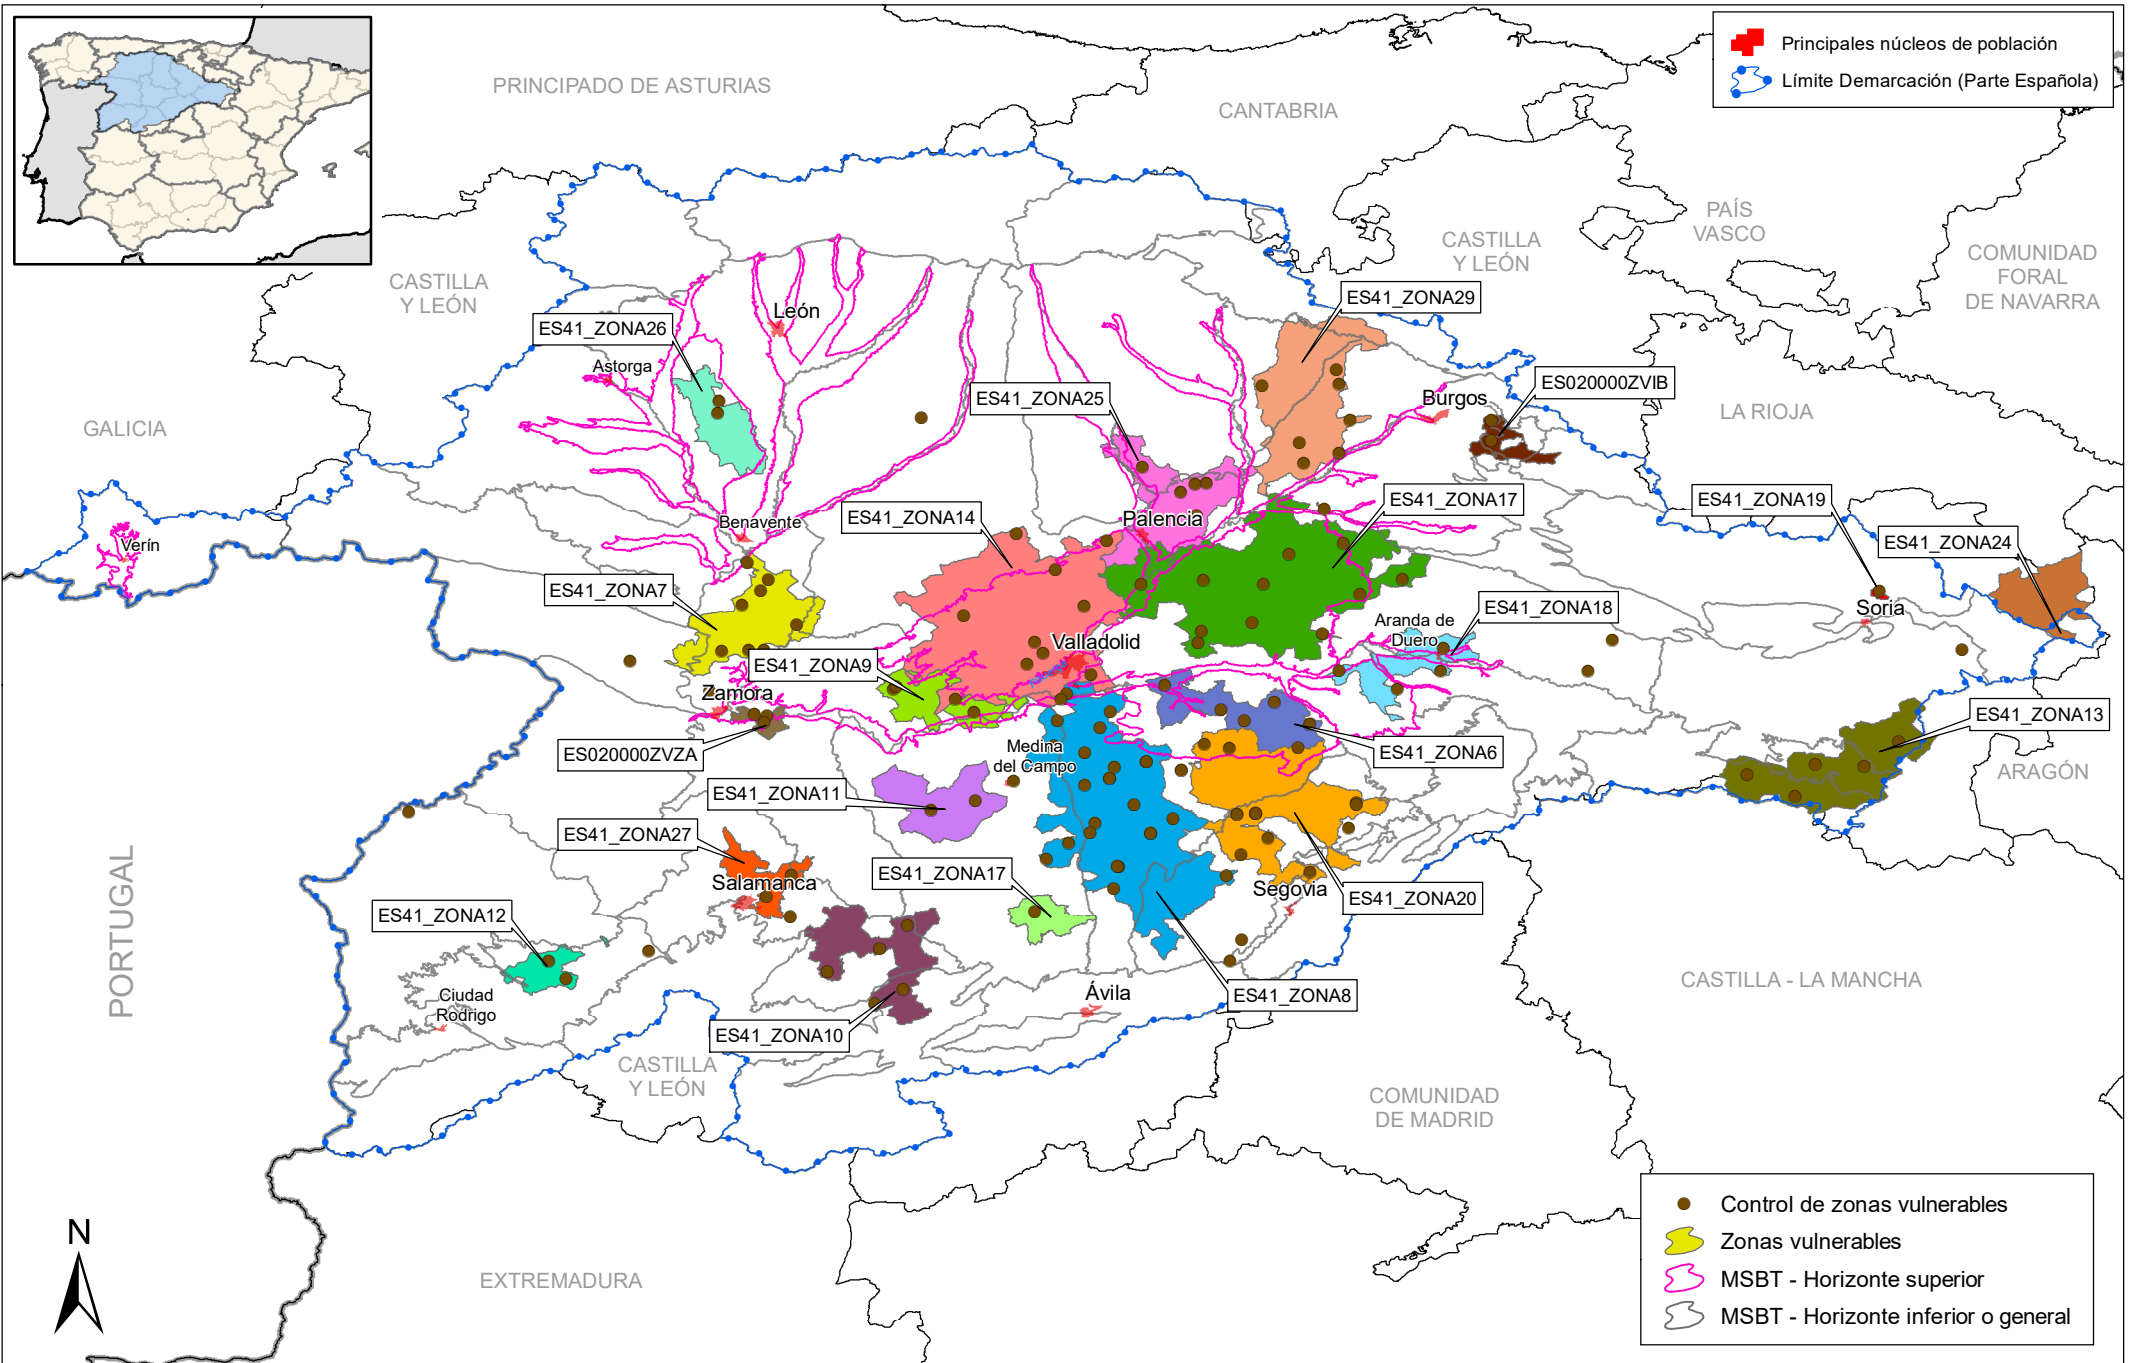 Principales núcleos de población
Límite Demarcación (Parte Española)
PRINCIPADO DE ASTURIAS
CANTABRIA
PAÍS
VASCO
CASTILLA
Y LEÓN
COMUNIDAD
FORAL
DE NAVARRA
CASTILLA
Y LEÓN
León
ES41_ZONA29
ES41_ZONA26
Astorga
ES020000ZVIB
ES41_ZONA25
Burgos
LA RIOJA
GALICIA
ES41_ZONA17
ES41_ZONA19
ES41_ZONA14
Palencia
Benavente
Verín
ES41_ZONA24
ES41_ZONA7
ES41_ZONA18
Soria
Aranda de
Duero
Valladolid
ES41_ZONA9
Zamora
ES41_ZONA13
ES020000ZVZA
Medina
del Campo
ES41_ZONA6
ARAGÓN
ES41_ZONA11
ES41_ZONA27
ES41_ZONA17
Salamanca
Segovia
ES41_ZONA20
ES41_ZONA12
PORTUGAL
CASTILLA - LA MANCHA
Ciudad
Rodrigo
Ávila
ES41_ZONA8
ES41_ZONA10
CASTILLA
Y LEÓN
COMUNIDAD
DE MADRID
N
EXTREMADURA
Control de zonas vulnerables
Zonas vulnerables
MSBT - Horizonte superior
MSBT - Horizonte inferior o general